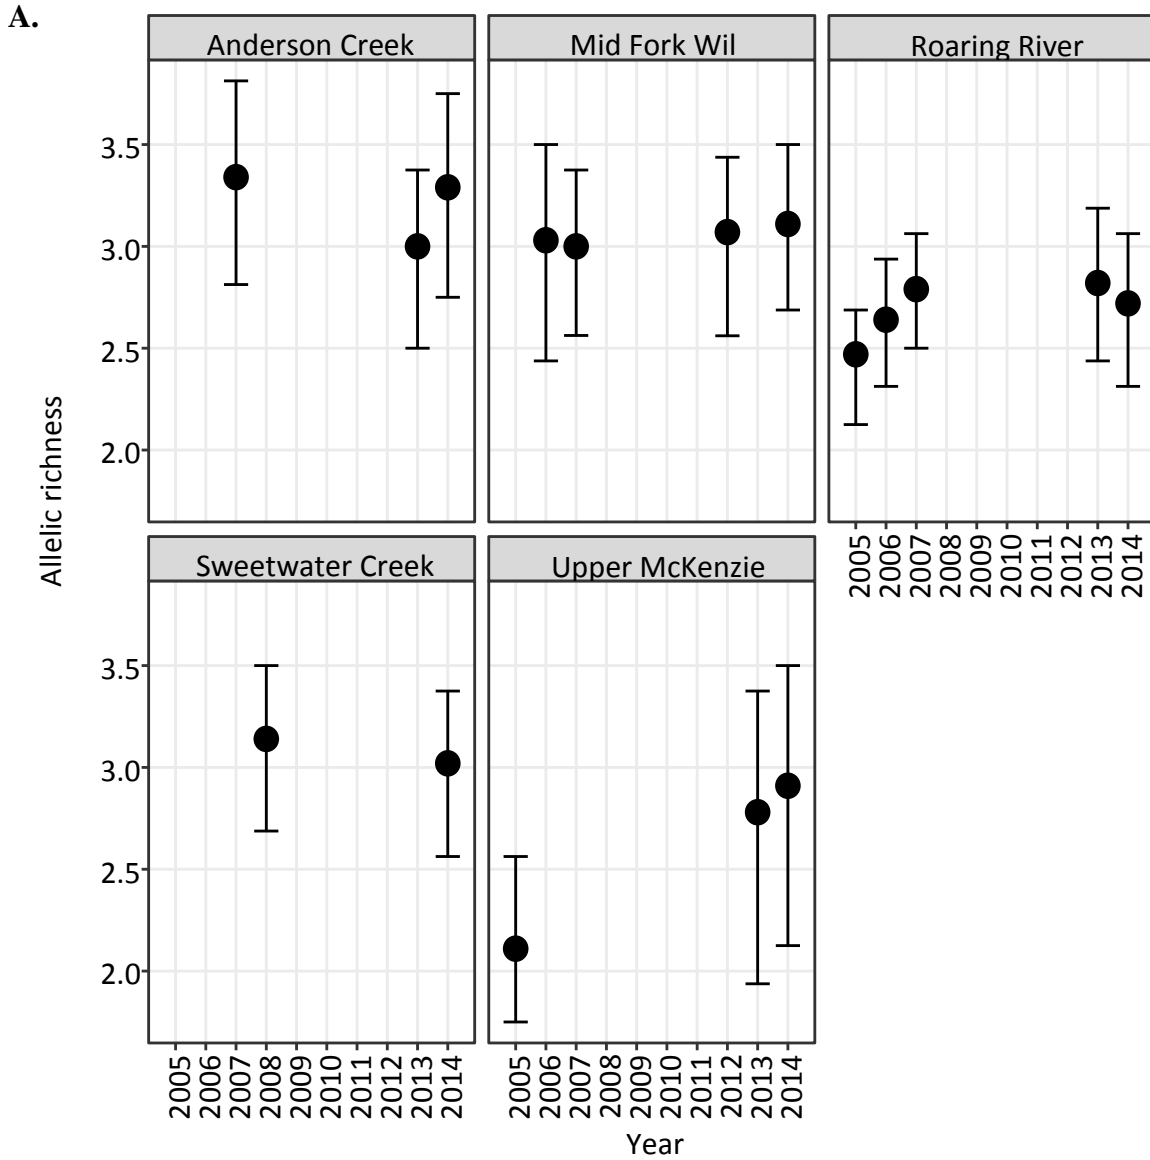 A.
Anderson Creek
Mid Fork Wil
Roaring River
3.5
3.0
2.5
2.0
Allelic richness
2005 2006 2007 2008 2009 2010 2011 2012 2013 2014
Sweetwater Creek
Upper McKenzie
3.5
3.0
2.5
2.0
2005 2006 2007 2008 2009 2010 2011 2012 2013 2014
2005 2006 2007 2008 2009 2010 2011 2012 2013 2014
Year